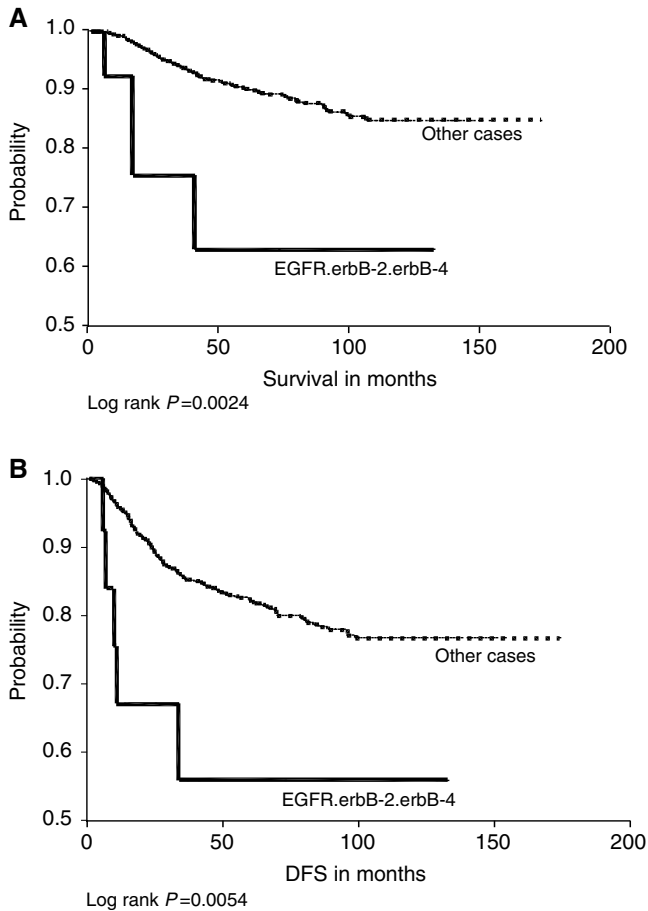 A
1.0
0.9
0.8
0.7
0.6
0.5
Probability
Other cases
EGFR.erbB-2.erbB-4
0 50 100 150 200
Survival in months
Log rank P=0.0024
B
1.0
0.9
0.8
0.7
0.6
0.5
Probability
Other cases
EGFR.erbB-2.erbB-4
0 50 100 150 200
DFS in months
Log rank P=0.0054